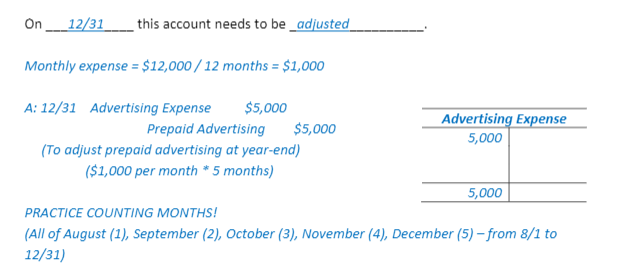 On ___12/31____ this account needs to be _adjusted___________.
Monthly expense = $12,000 / 12 months = $1,000
A: 12/31 Advertising Expense $5,000
Prepaid Advertising $5,000
(To adjust prepaid advertising at year-end)
($1,000 per month * 5 months)
Advertising Expense
5,000
5,000
PRACTICE COUNTING MONTHS!
(All of August (1), September (2), October (3), November (4), December (5) – from 8/1 to
12/31)